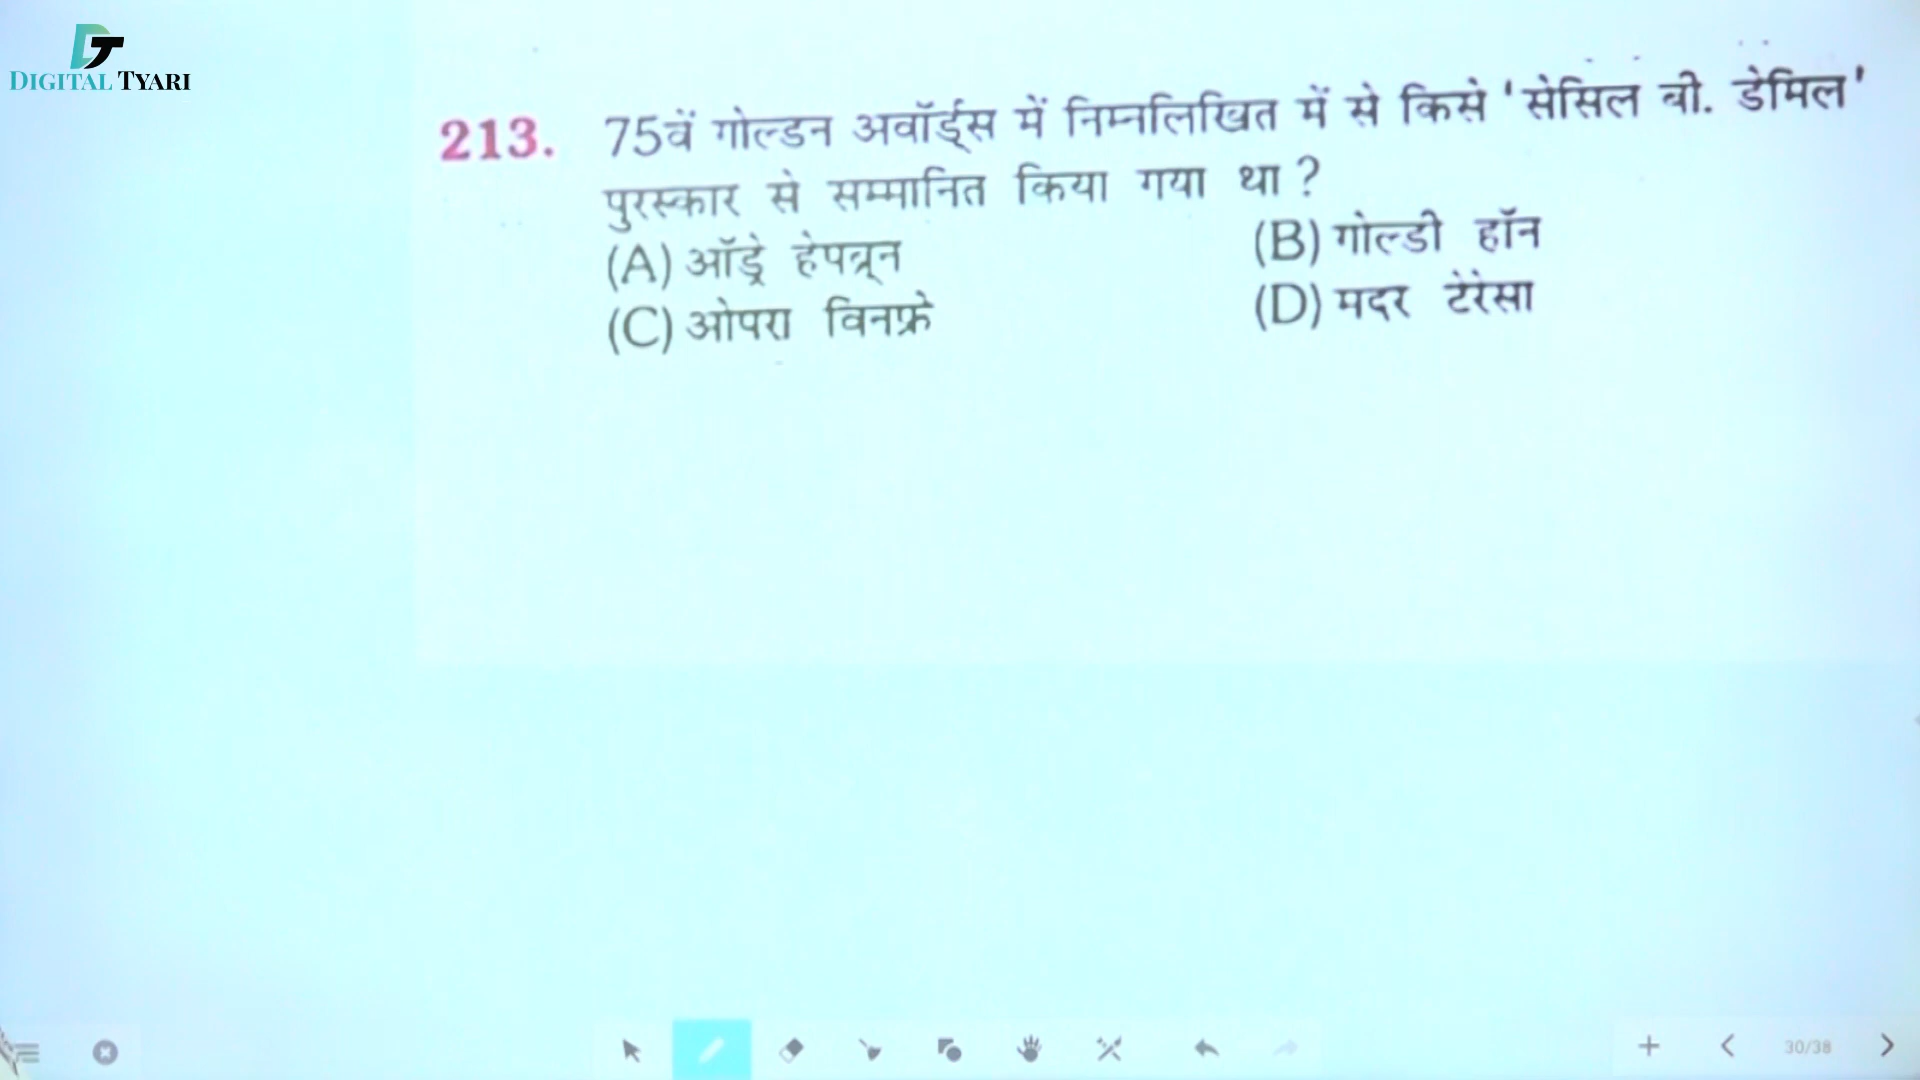 DIGITAL TYARI
213. 75वें गोल्डन अवॉर्ड्स में निम्नलिखित में से किसे 'सेसिल बी. डेमिल'
पुरस्कार से सम्मानित किया गया था ?
(A) ऑड्रे हेपबर्न (B) गोल्डी हॉन
(C) ओपरा विनफ्रे (D) मदर टेरेसा
30/38